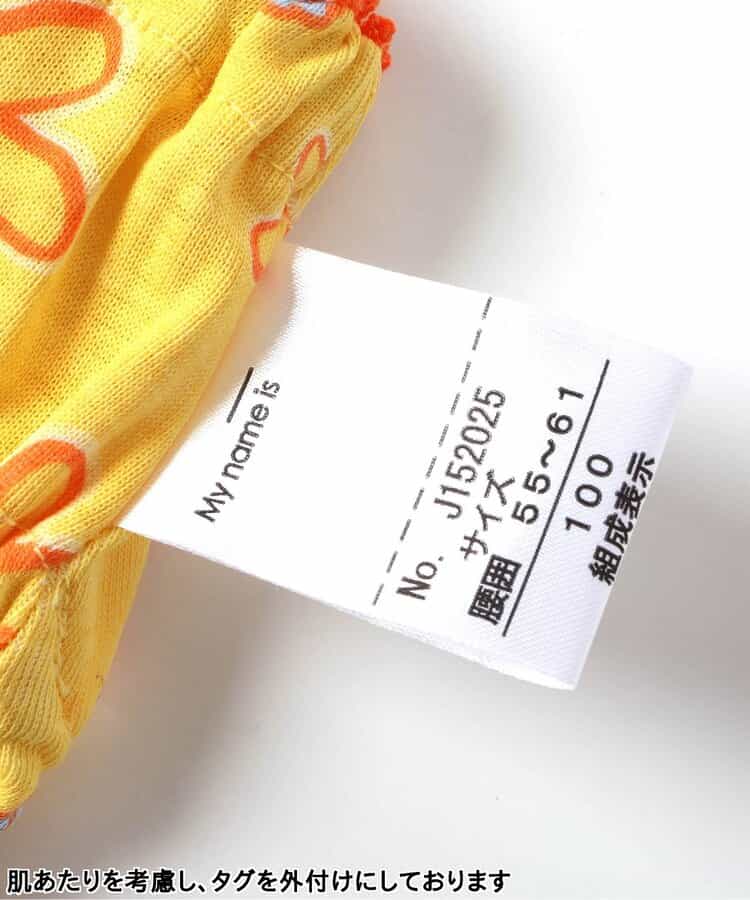 My name is
No. J152025
サイズ
腰囲 55〜61
100
組成表示
肌あたりを考慮し、タグを外付けにしております